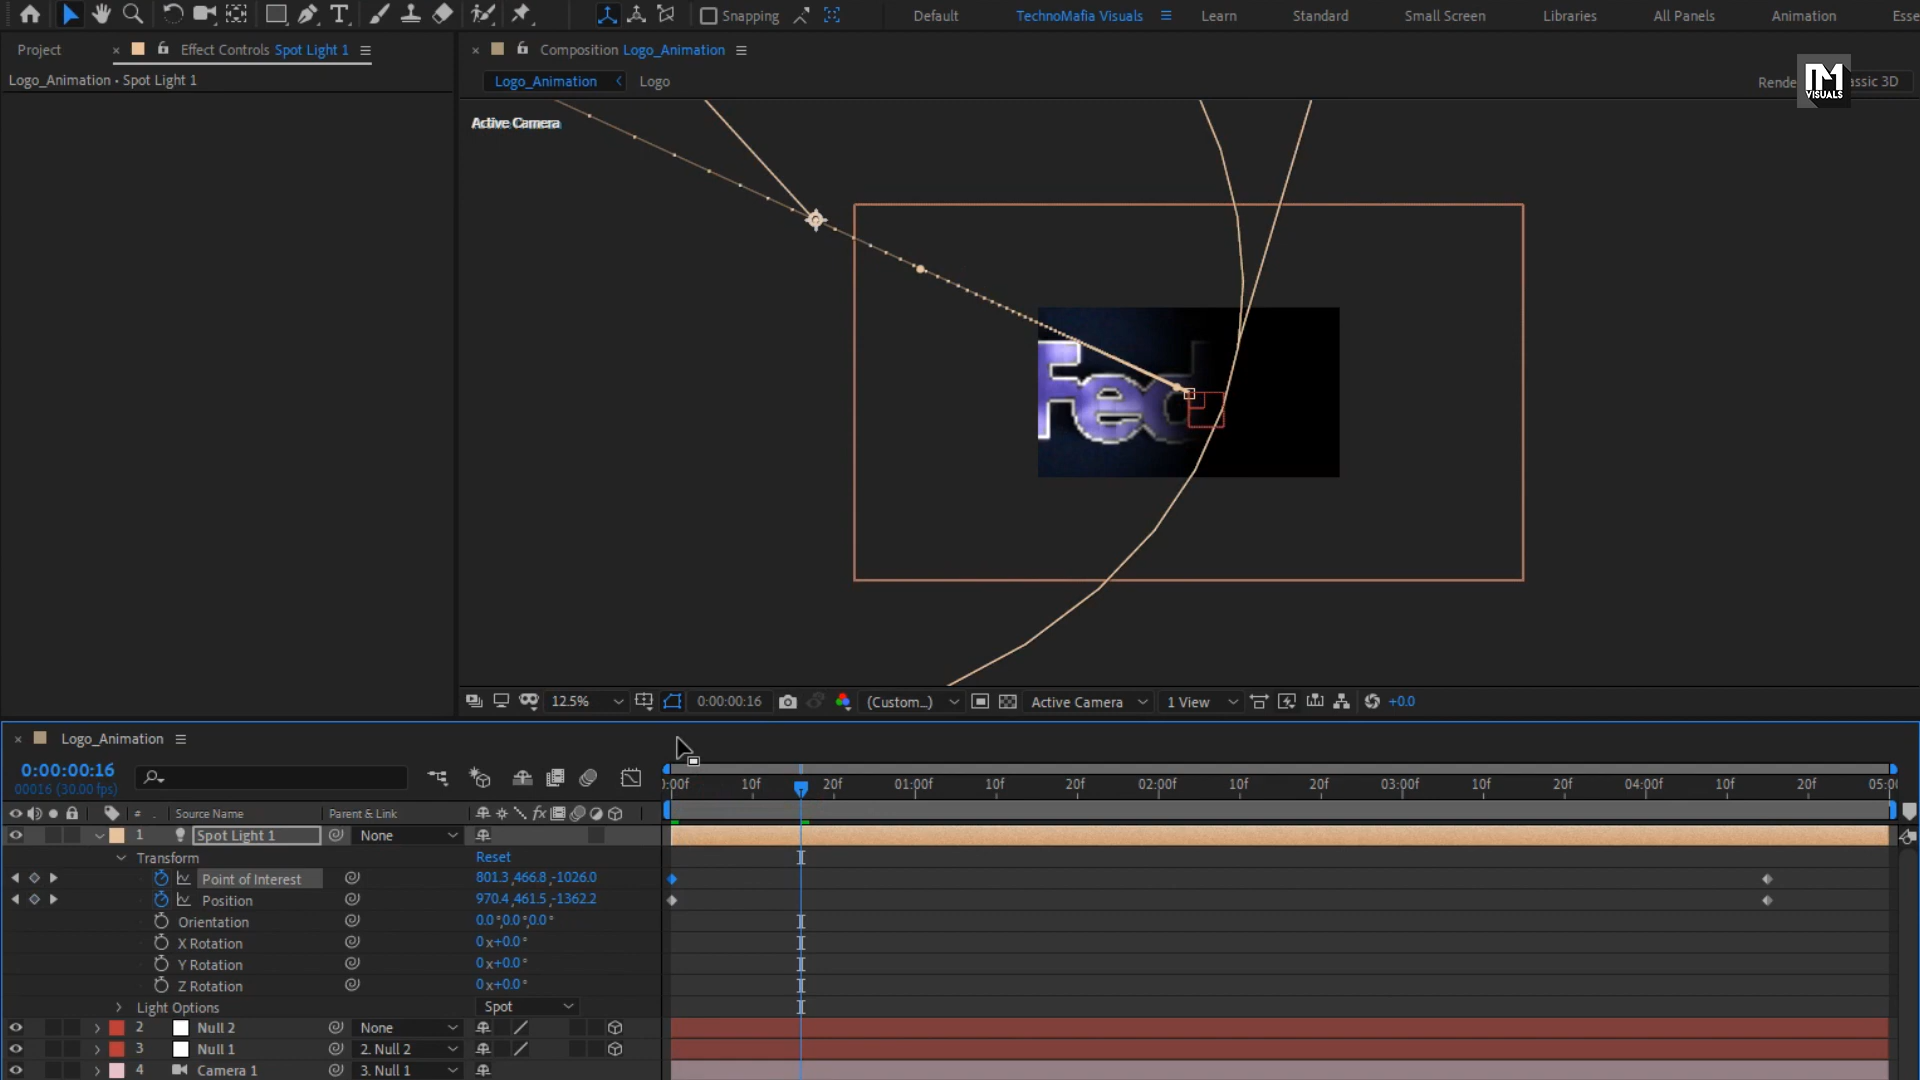 Snapping
Default
TechnoMafia Visuals
Learn
Standard
Small Screen
Libraries
All Panels
Animation
Esse
Project
Effect Controls Spot Light 1
Composition Logo_Animation
Logo_Animation • Spot Light 1
Logo_Animation
Logo
Rende
VISUALS
assic 3D
Active Camera
Fed
12.5%
0:00:00:16
(Custom...)
Active Camera
1 View
+0.0
Logo_Animation
0:00:00:16
00016 (30.00 fps)
):00f 10f 20f 01:00f 10f 20f 02:00f 10f 20f 03:00f 10f 20f 04:00f 10f 20f 05:00
# Source Name Parent & Link fx
1 Spot Light 1 None
Transform Reset
Point of Interest 801.3,466.8,-1026.0
Position 970.4,461.5,-1362.2
Orientation 0.0°,0.0°,0.0°
X Rotation 0x+0.0°
Y Rotation 0x+0.0°
Z Rotation 0x+0.0°
Light Options Spot
2 Null 2 None
3 Null 1 2. Null 2
4 Camera 1 3. Null 1